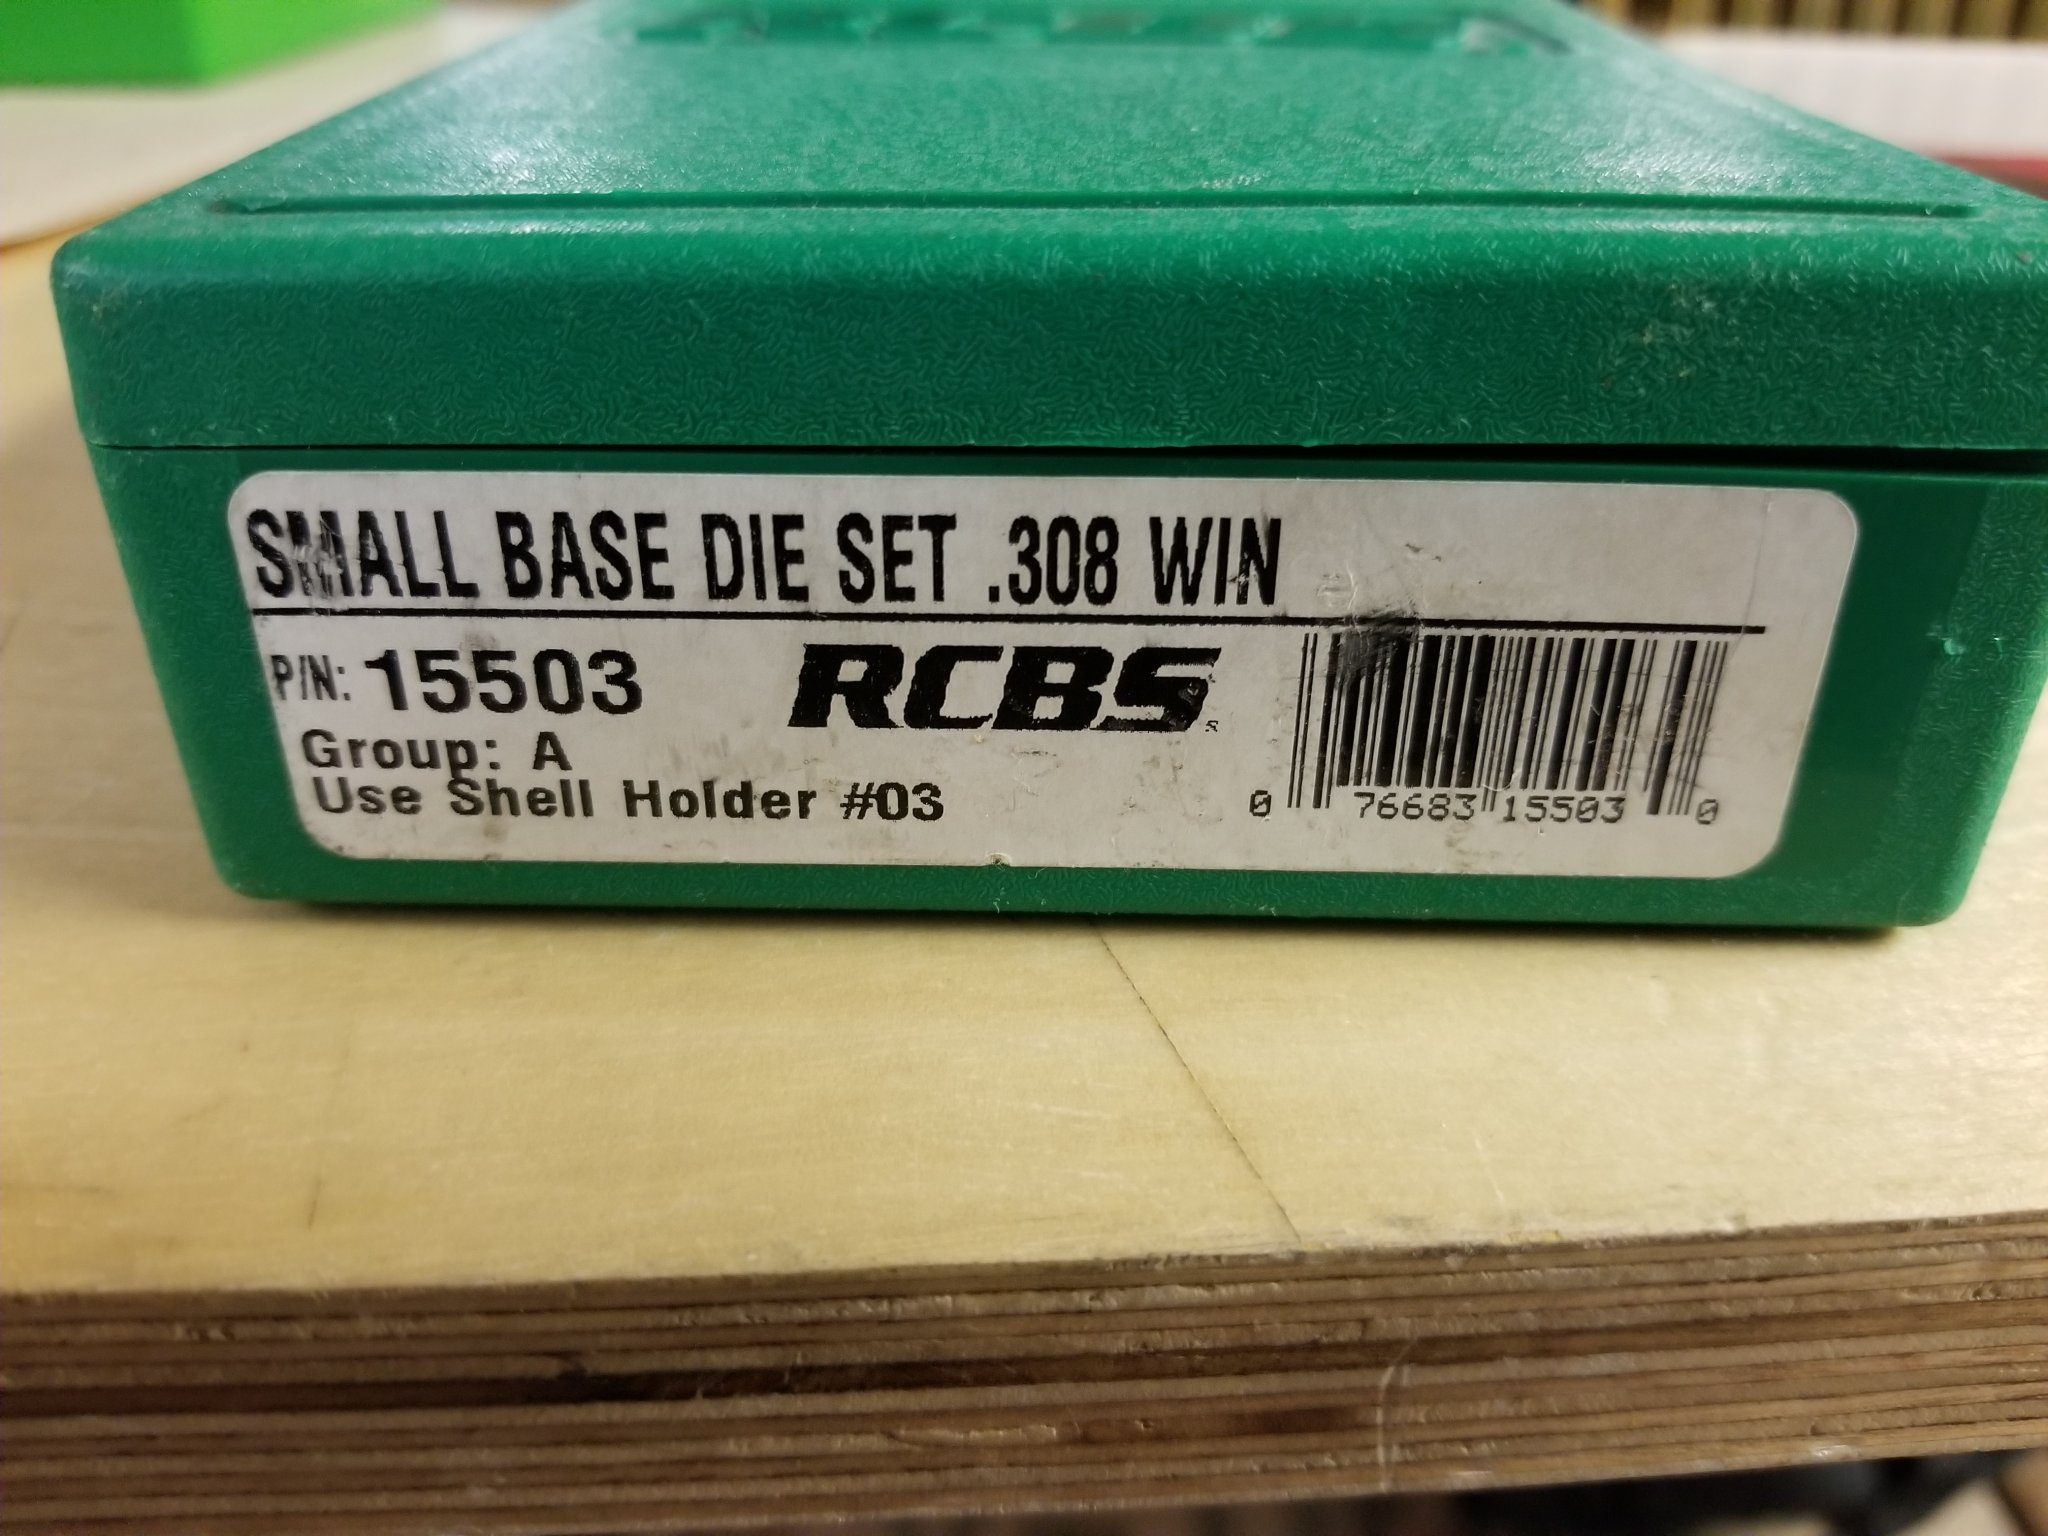 SMALL BASE DIE SET .308 WIN
P/N: 15503
RCBS
Group: A
Use Shell Holder #03
0 76683 15503 0